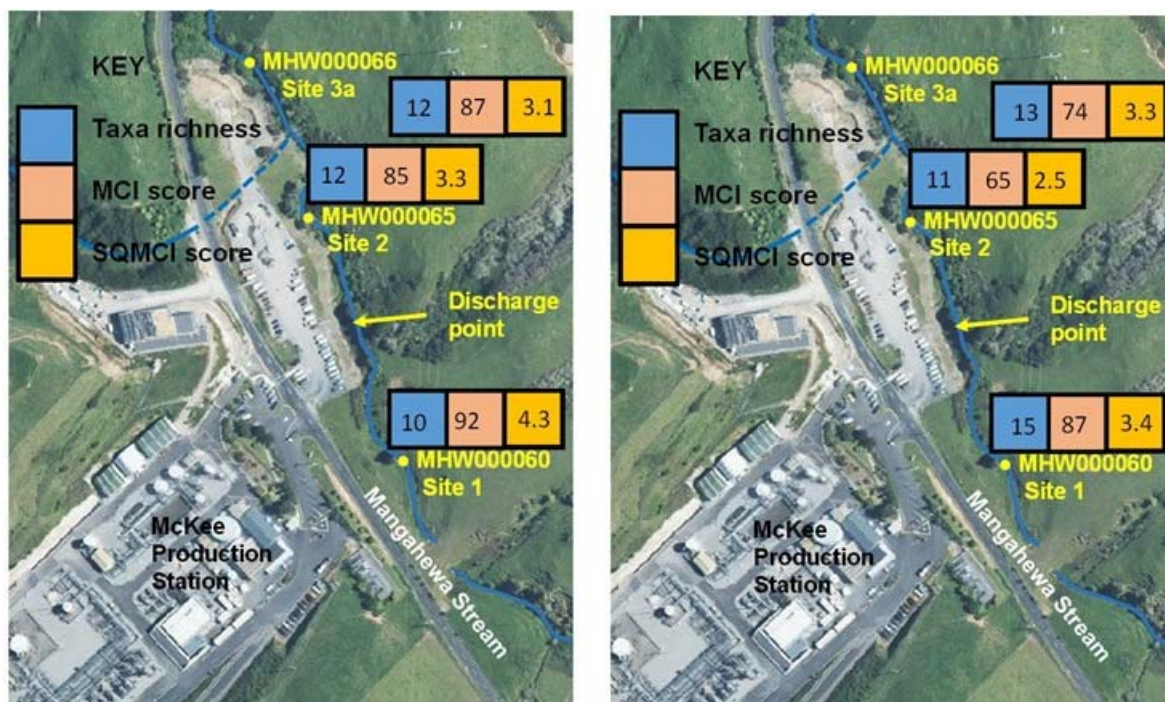 KEY
Taxa richness
MCI score
SQMCI score
MHW000066
Site 3a
12 87 3.1
12 85 3.3
MHW000065
Site 2
Discharge
point
10 92 4.3
MHW000060
Site 1
McKee
Production
Station
Mangahewa Stream
KEY
Taxa richness
MCI score
SQMCI score
MHW000066
Site 3a
13 74 3.3
11 65 2.5
MHW000065
Site 2
Discharge
point
15 87 3.4
MHW000060
Site 1
McKee
Production
Station
Mangahewa Stream